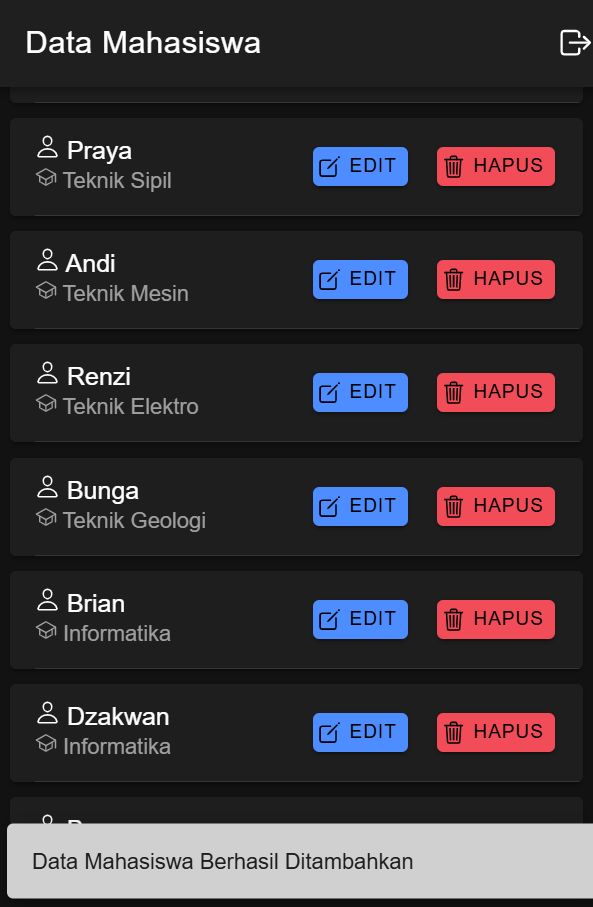 Data Mahasiswa
Praya
Teknik Sipil
EDIT
HAPUS
Andi
Teknik Mesin
EDIT
HAPUS
Renzi
Teknik Elektro
EDIT
HAPUS
Bunga
Teknik Geologi
EDIT
HAPUS
Brian
Informatika
EDIT
HAPUS
Dzakwan
Informatika
EDIT
HAPUS
Data Mahasiswa Berhasil Ditambahkan